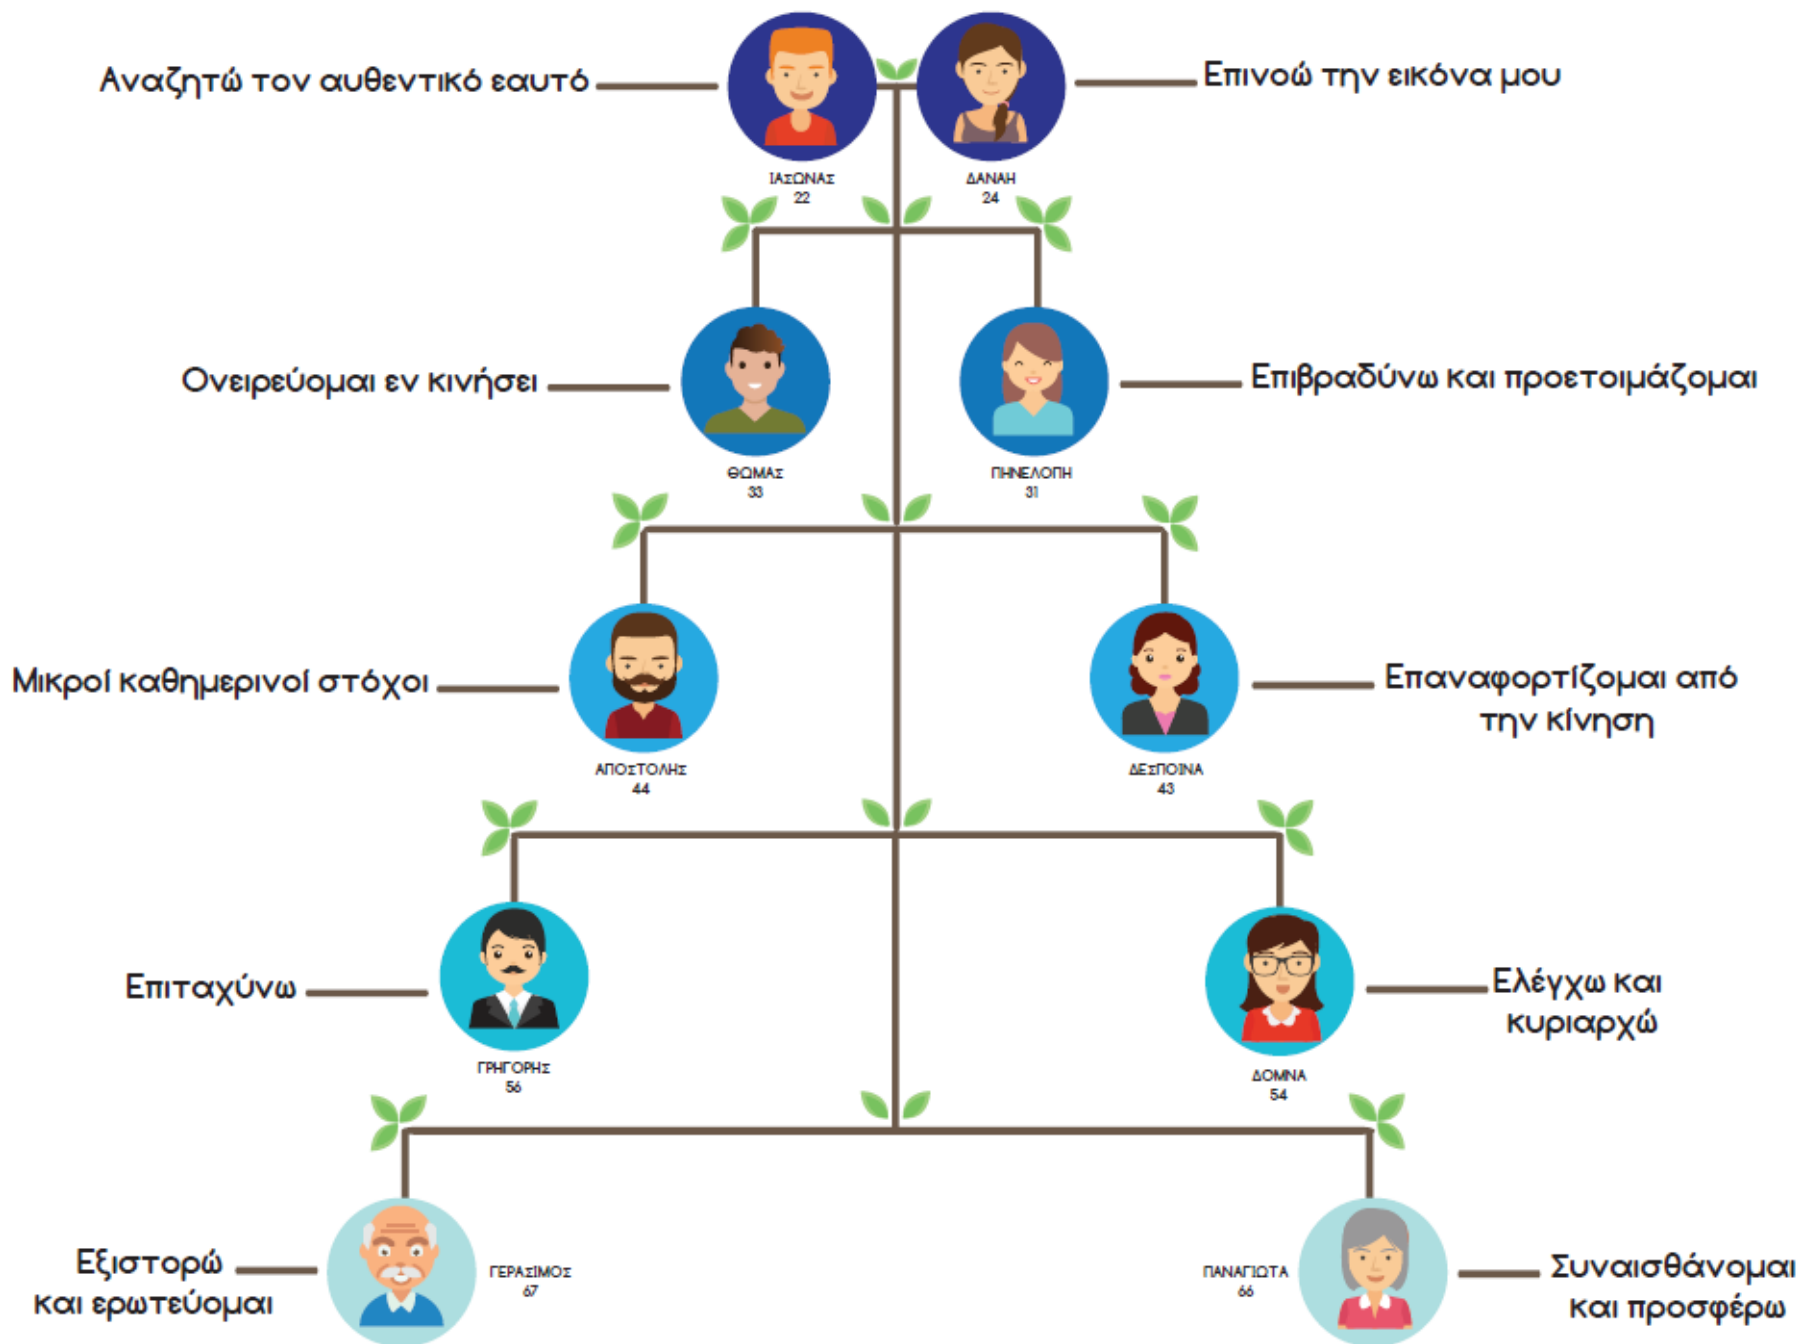 Αναζητώ τον αυθεντικό εαυτό
Επινοώ την εικόνα μου
ΙΑΣΩΝΑΣ
22
ΔΑΝΑΗ
24
Ονειρεύομαι εν κινήσει
Επιβραδύνω και προετοιμάζομαι
ΘΩΜΑΣ
33
ΠΗΝΕΛΟΠΗ
31
Μικροί καθημερινοί στόχοι
Επαναφορτίζομαι από
την κίνηση
ΑΠΟΣΤΟΛΗΣ
44
ΔΕΣΠΟΙΝΑ
43
Επιταχύνω
Ελέγχω και
κυριαρχώ
ΓΡΗΓΟΡΗΣ
56
ΔΟΜΝΑ
54
Εξιστορώ
και ερωτεύομαι
ΓΕΡΑΣΙΜΟΣ
67
ΠΑΝΑΓΙΩΤΑ
66
Συναισθάνομαι
και προσφέρω